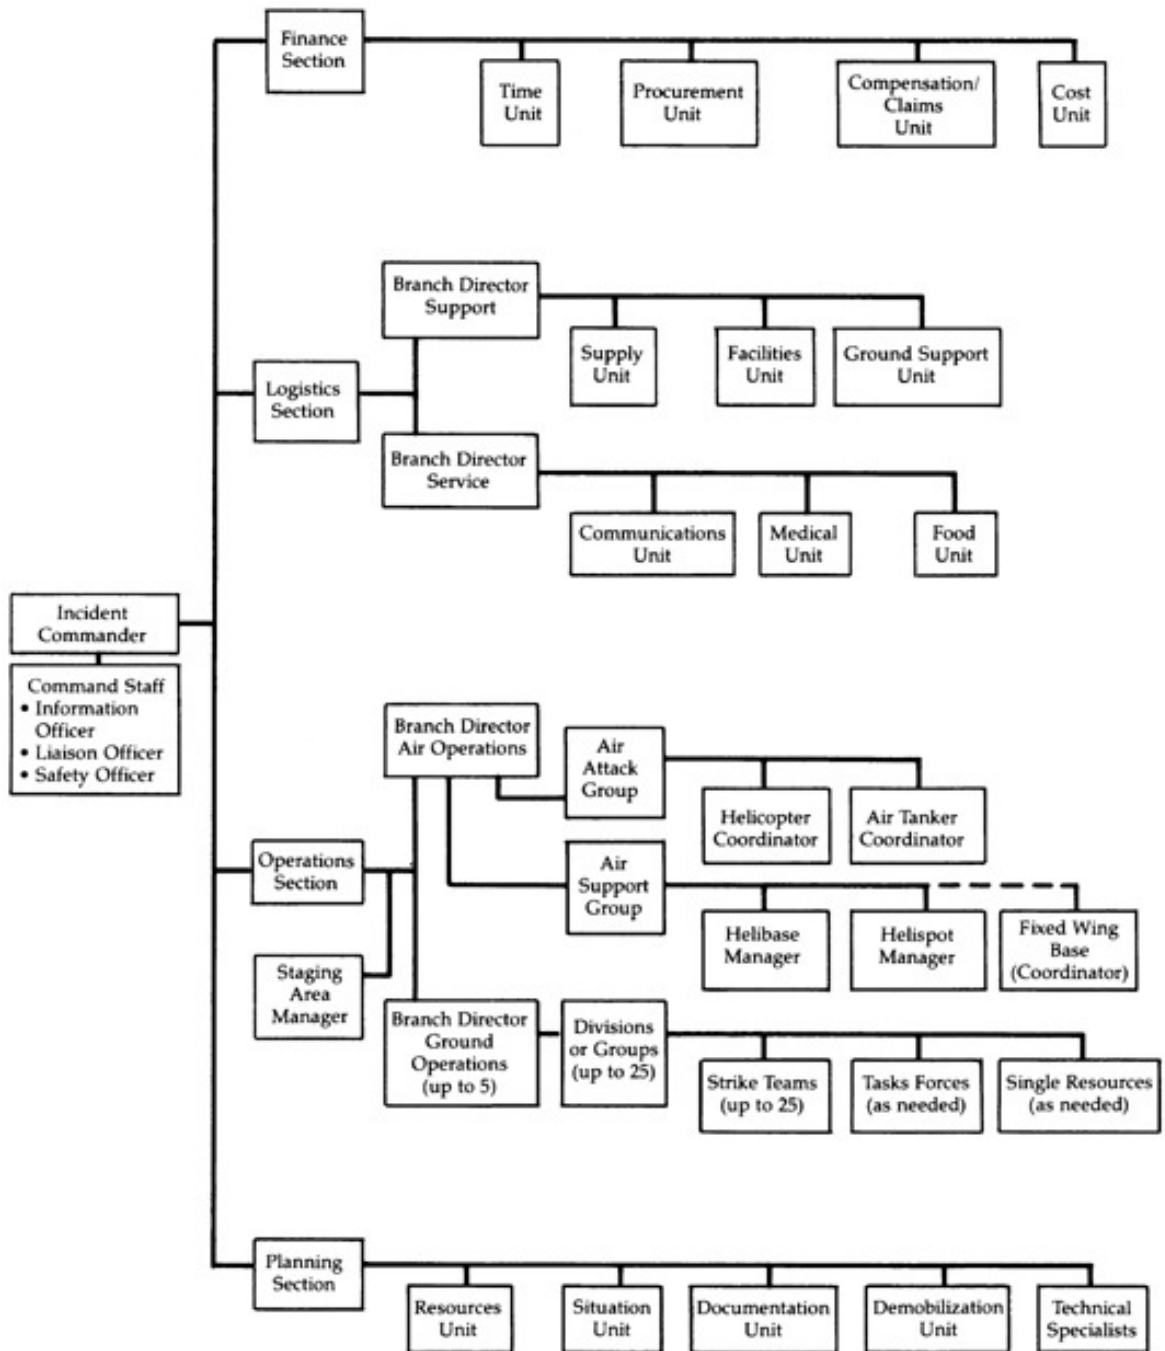 Finance
Section
Time
Unit
Procurement
Unit
Compensation/
Claims
Unit
Cost
Unit
Branch Director
Support
Supply
Unit
Facilities
Unit
Ground Support
Unit
Logistics
Section
Branch Director
Service
Communications
Unit
Medical
Unit
Food
Unit
Incident
Commander
Command Staff
• Information
Officer
• Liaison Officer
• Safety Officer
Branch Director
Air Operations
Air
Attack
Group
Helicopter
Coordinator
Air Tanker
Coordinator
Operations
Section
Air
Support
Group
Helibase
Manager
Helispot
Manager
Fixed Wing
Base
(Coordinator)
Staging
Area
Manager
Branch Director
Ground
Operations
(up to 5)
Divisions
or Groups
(up to 25)
Strike Teams
(up to 25)
Tasks Forces
(as needed)
Single Resources
(as needed)
Planning
Section
Resources
Unit
Situation
Unit
Documentation
Unit
Demobilization
Unit
Technical
Specialists